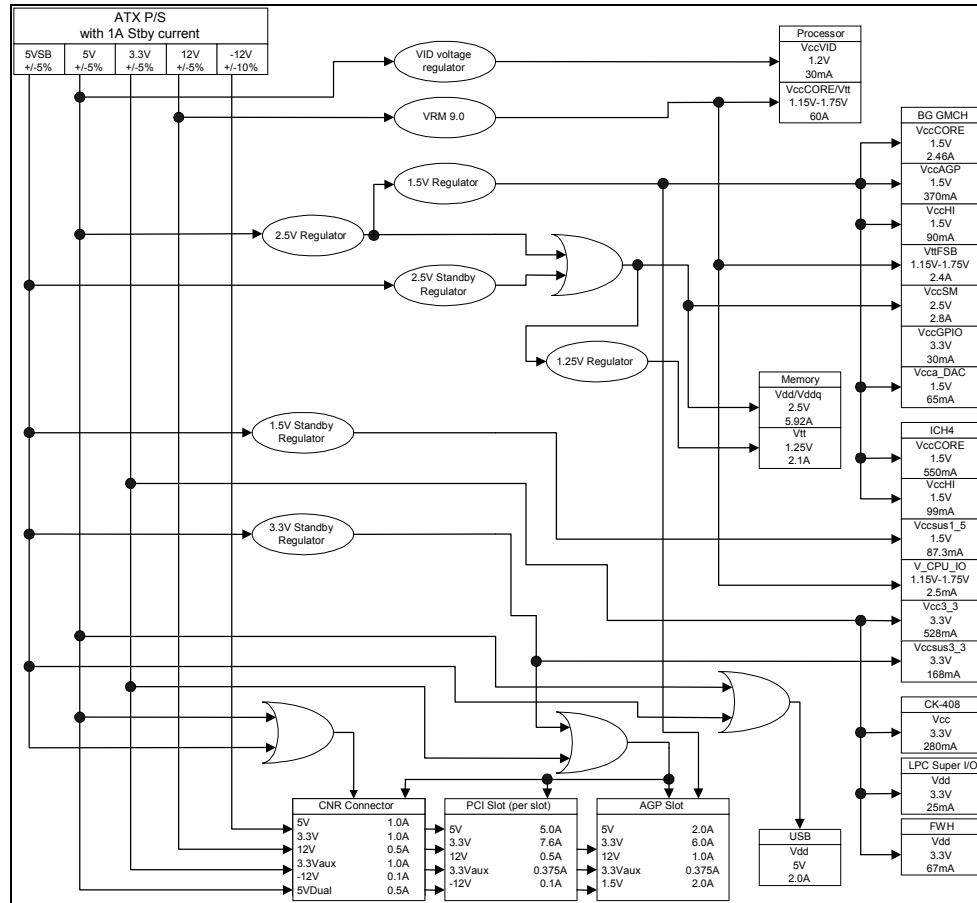 ATX P/S
with 1A Stby current
5VSB 5V 3.3V 12V -12V
+/-5% +/-5% +/-5% +/-5% +/-10%
VID voltage
regulator
VRM 9.0
1.5V Regulator
2.5V Regulator
2.5V Standby
Regulator
1.25V Regulator
1.5V Standby
Regulator
3.3V Standby
Regulator
Processor
VccVID
1.2V
30mA
VccCORE/Vtt
1.15V-1.75V
60A
BG GMCH
VccCORE
1.5V
2.46A
VccAGP
1.5V
370mA
VccHI
1.5V
90mA
VttFSB
1.15V-1.75V
2.4A
VccSM
2.5V
2.8A
VccGPIO
3.3V
30mA
Vcca_DAC
1.5V
65mA
Memory
Vdd/Vddq
2.5V
5.92A
Vtt
1.25V
2.1A
ICH4
VccCORE
1.5V
550mA
VccHI
1.5V
99mA
Vccsus1_5
1.5V
87.3mA
V_CPU_IO
1.15V-1.75V
2.5mA
Vcc3_3
3.3V
528mA
Vccsus3_3
3.3V
168mA
CK-408
Vcc
3.3V
280mA
LPC Super I/O
Vdd
3.3V
25mA
FWH
Vdd
3.3V
67mA
CNR Connector
5V 1.0A
3.3V 1.0A
12V 0.5A
3.3Vaux 1.0A
-12V 0.1A
5VDual 0.5A
PCI Slot (per slot)
5V 5.0A
3.3V 7.6A
12V 0.5A
3.3Vaux 0.375A
-12V 0.1A
AGP Slot
5V 2.0A
3.3V 6.0A
12V 1.0A
3.3Vaux 0.375A
1.5V 2.0A
USB
Vdd
5V
2.0A